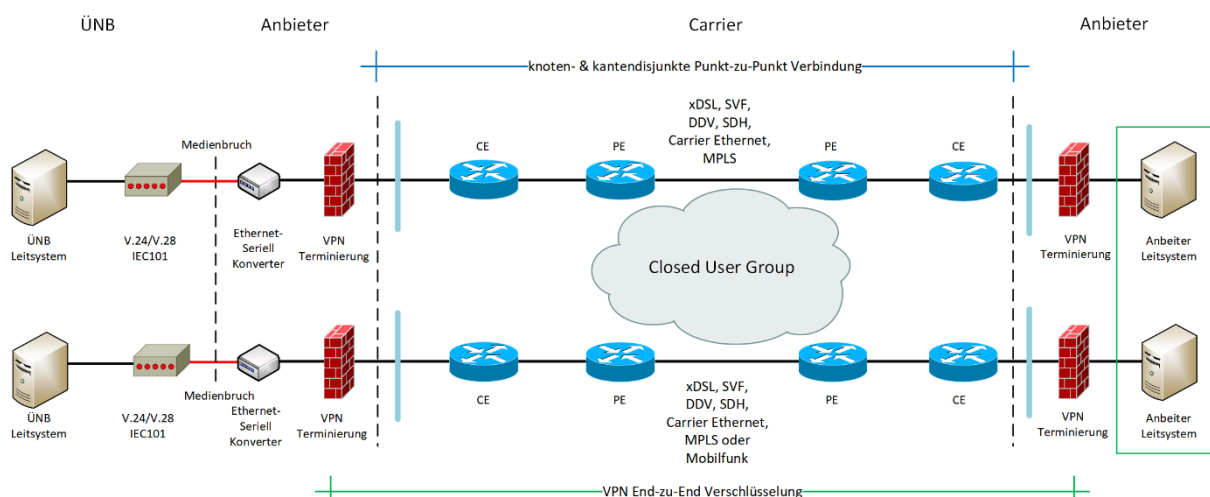 ÜNB
Anbieter
Carrier
Anbieter
knoten- & kantendisjunkte Punkt-zu-Punkt Verbindung
xDSL, SVF,
DDV, SDH,
Carrier Ethernet,
MPLS
Medienbruch
CE
PE
PE
CE
ÜNB
Leitsystem
V.24/V.28
IEC101
Ethernet-
Seriell
Konverter
VPN
Terminierung
Closed User Group
VPN
Terminierung
Anbeiter
Leitsystem
Medienbruch
CE
PE
PE
CE
ÜNB
Leitsystem
V.24/V.28
IEC101
Ethernet-
Seriell
Konverter
VPN
Terminierung
xDSL, SVF,
DDV, SDH,
Carrier Ethernet,
MPLS oder
Mobilfunk
VPN
Terminierung
Anbeiter
Leitsystem
VPN End-zu-End Verschlüsselung